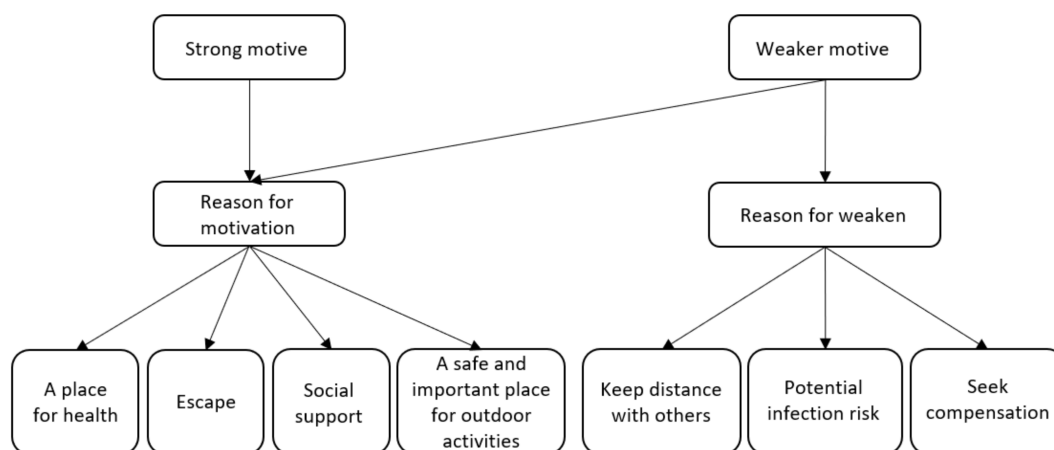 Strong motive
Weaker motive
Reason for
motivation
Reason for weaken
A place
for health
Escape
Social
support
A safe and
important place
for outdoor
activities
Keep distance
with others
Potential
infection risk
Seek
compensation